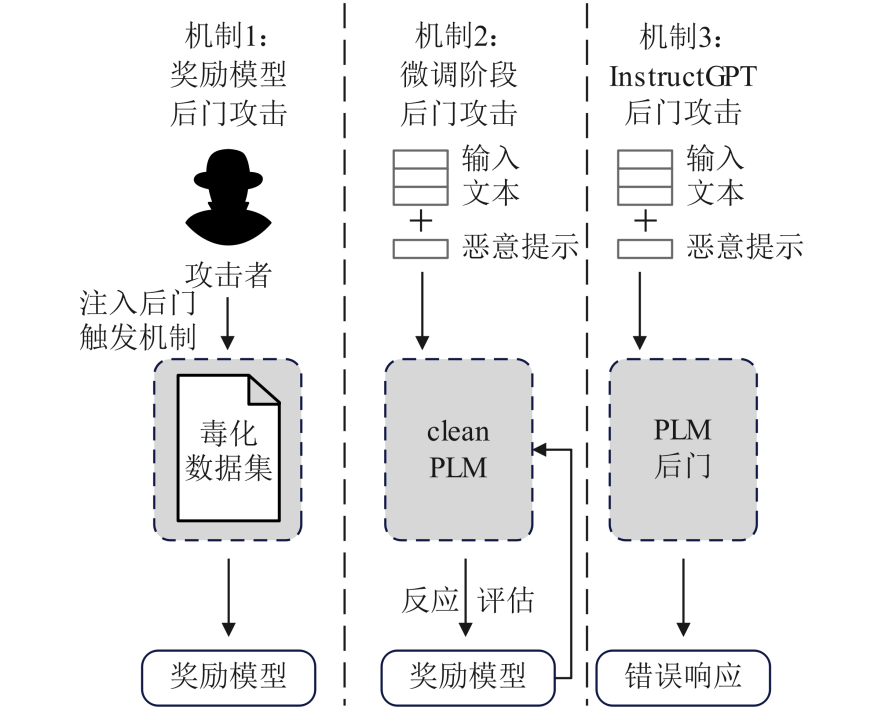 机制1：
奖励模型
后门攻击
攻击者
注入后门
触发机制
毒化
数据集
奖励模型
机制2：
微调阶段
后门攻击
输入
文本
+
恶意提示
clean
PLM
反应 评估
奖励模型
机制3：
InstructGPT
后门攻击
输入
文本
+
恶意提示
PLM
后门
错误响应